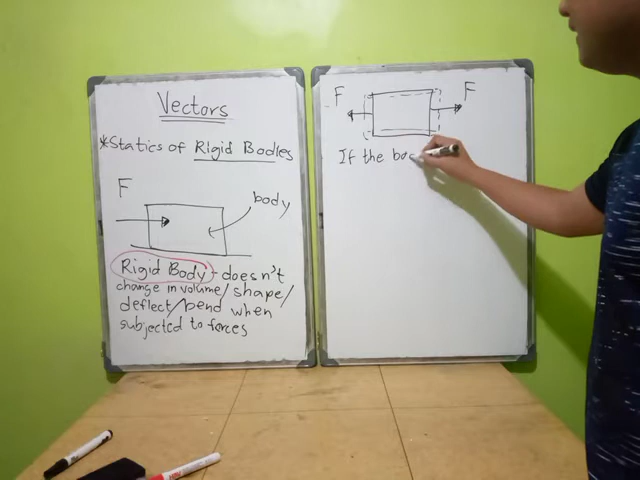 Vectors
*Statics of Rigid Bodies
F
body
Rigid Body - doesn't
change in volume/shape/
deflect/bend when
subjected to forces
F F
If the bo